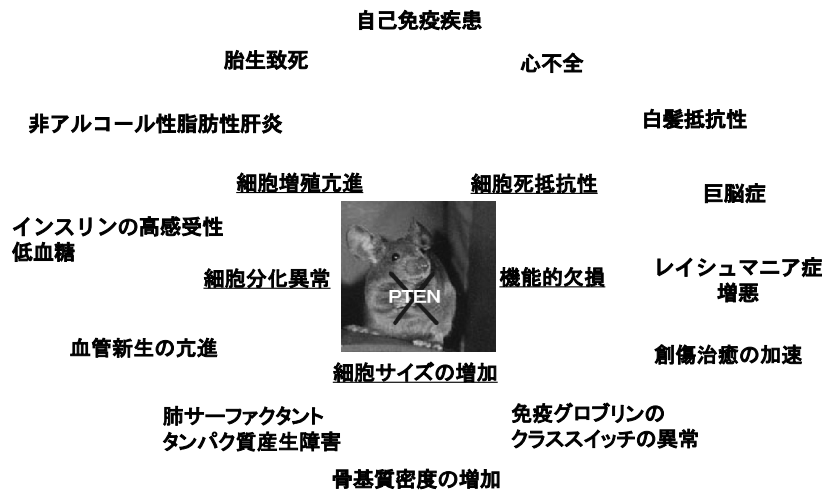 自己免疫疾患
胎生致死
心不全
非アルコール性脂肪性肝炎
白髪抵抗性
細胞増殖亢進
細胞死抵抗性
巨脳症
インスリンの高感受性
低血糖
細胞分化異常
PTEN
機能的欠損
レイシュマニア症
増悪
血管新生の亢進
創傷治癒の加速
細胞サイズの増加
肺サーファクタント
タンパク質産生障害
免疫グロブリンの
クラススイッチの異常
骨基質密度の増加